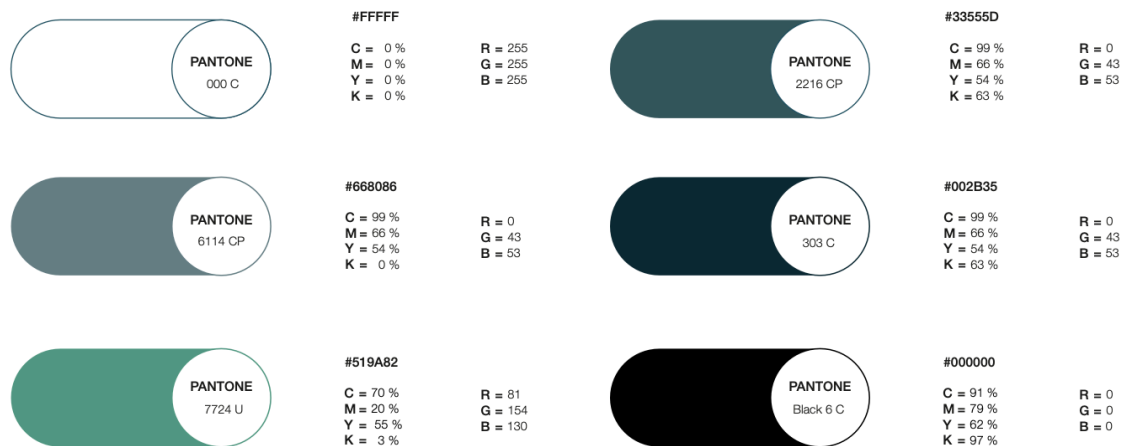 #FFFFF
PANTONE
000 C
C = 0 %
M = 0 %
Y = 0 %
K = 0 %
R = 255
G = 255
B = 255
#33555D
PANTONE
2216 CP
C = 99 %
M = 66 %
Y = 54 %
K = 63 %
R = 0
G = 43
B = 53
#668086
PANTONE
6114 CP
C = 99 %
M = 66 %
Y = 54 %
K = 0 %
R = 0
G = 43
B = 53
#002B35
PANTONE
303 C
C = 99 %
M = 66 %
Y = 54 %
K = 63 %
R = 0
G = 43
B = 53
#519A82
PANTONE
7724 U
C = 70 %
M = 20 %
Y = 55 %
K = 3 %
R = 81
G = 154
B = 130
#000000
PANTONE
Black 6 C
C = 91 %
M = 79 %
Y = 62 %
K = 97 %
R = 0
G = 0
B = 0